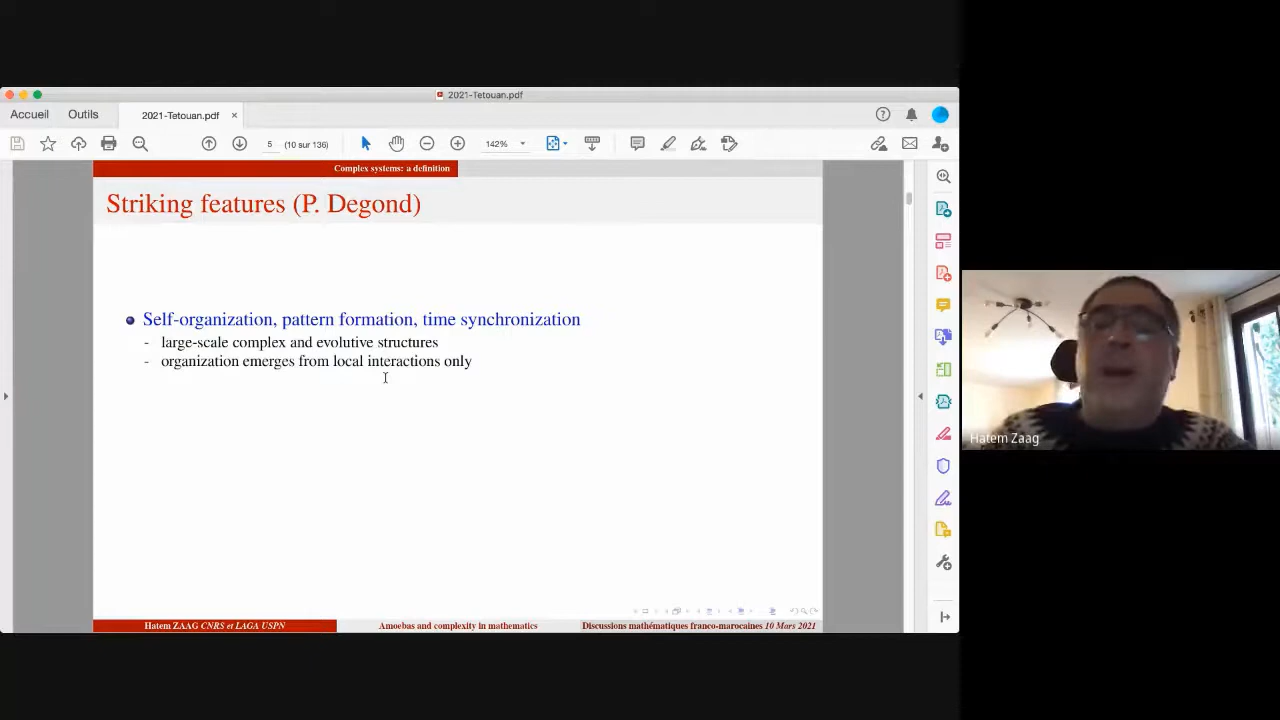 2021-Tetouan.pdf
Accueil
Outils
2021-Tetouan.pdf
5
(10 sur 136)
142%
Complex systems: a definition
Striking features (P. Degond)
Self-organization, pattern formation, time synchronization
- large-scale complex and evolutive structures
- organization emerges from local interactions only
Hatem Zaag
Hatem ZAAG CNRS et LAGA USPN
Amoebas and complexity in mathematics
Discussions mathématiques franco-marocaines 10 Mars 2021